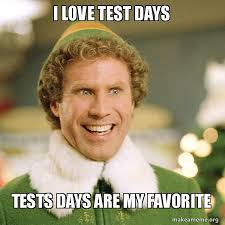 I LOVE TEST DAYS
TESTS DAYS ARE MY FAVORITE
makeameme.org